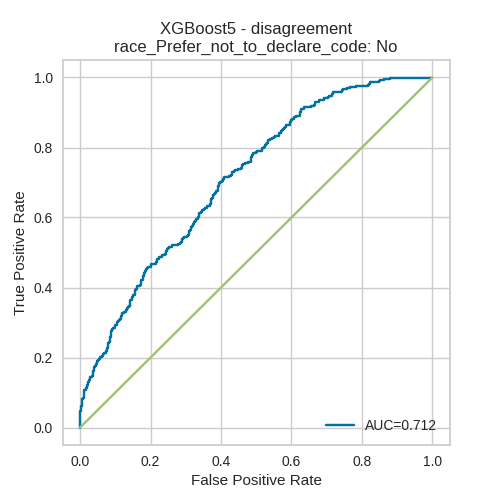 XGBoost5 - disagreement
race_Prefer_not_to_declare_code: No
1.0
0.8
0.6
0.4
0.2
0.0
True Positive Rate
AUC=0.712
0.0 0.2 0.4 0.6 0.8 1.0
False Positive Rate